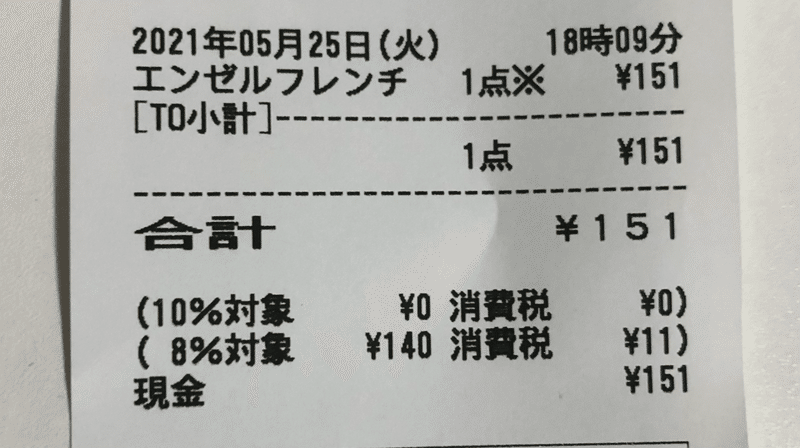 2021年05月25日(火) 18時09分
エンゼルフレンチ 1点※ ¥151
[TO小計]------------------------
1点 ¥151
--------------------------------
合計 ¥151
(10%対象 ¥0 消費税 ¥0)
( 8%対象 ¥140 消費税 ¥11)
現金 ¥151